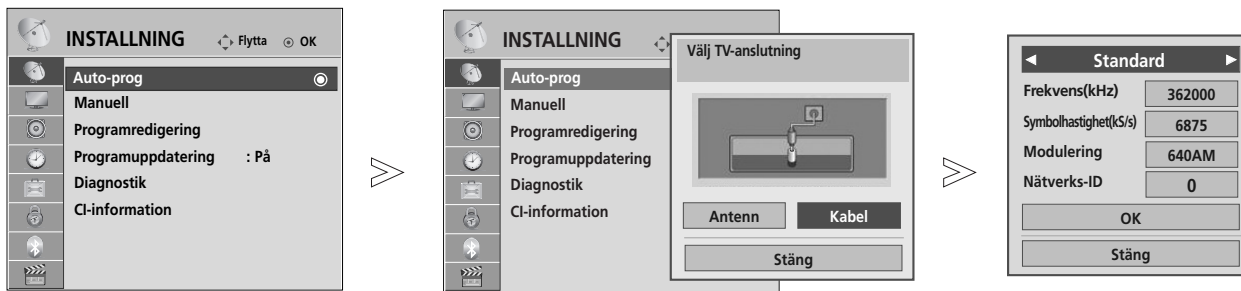 INSTALLNING Flytta OK
Auto-prog
Manuell
Programredigering
Programuppdatering : På
Diagnostik
CI-information
INSTALLNING
Auto-prog
Manuell
Programredigering
Programuppdatering
Diagnostik
CI-information
Välj TV-anslutning
Antenn Kabel
Stäng
Standard
Frekvens(kHz) 362000
Symbolhastighet(kS/s) 6875
Modulering 640AM
Nätverks-ID 0
OK
Stäng